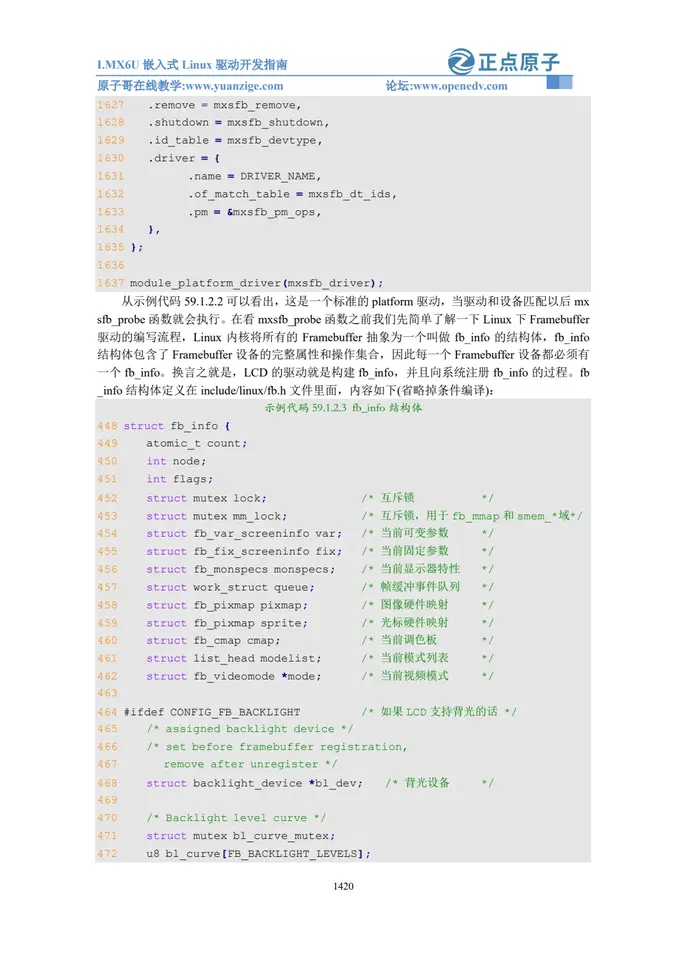 I.MX6U 嵌入式 Linux 驱动开发指南
正点原子
原子哥在线教学:www.yuanzige.com 论坛:www.openedv.com
1627 .remove = mxsfb_remove,
1628 .shutdown = mxsfb_shutdown,
1629 .id_table = mxsfb_devtype,
1630 .driver = {
1631 .name = DRIVER_NAME,
1632 .of_match_table = mxsfb_dt_ids,
1633 .pm = &mxsfb_pm_ops,
1634 },
1635 };
1636
1637 module_platform_driver(mxsfb_driver);
从示例代码 59.1.2.2 可以看出，这是一个标准的 platform 驱动，当驱动和设备匹配以后 mx
sfb_probe 函数就会执行。在看 mxsfb_probe 函数之前我们先简单了解一下 Linux 下 Framebuffer
驱动的编写流程，Linux 内核将所有的 Framebuffer 抽象为一个叫做 fb_info 的结构体，fb_info
结构体包含了 Framebuffer 设备的完整属性和操作集合，因此每一个 Framebuffer 设备都必须有
一个 fb_info。换言之就是，LCD 的驱动就是构建 fb_info，并且向系统注册 fb_info 的过程。fb
_info 结构体定义在 include/linux/fb.h 文件里面，内容如下(省略掉条件编译)：
示例代码 59.1.2.3 fb_info 结构体
448 struct fb_info {
449 atomic_t count;
450 int node;
451 int flags;
452 struct mutex lock; /* 互斥锁 */
453 struct mutex mm_lock; /* 互斥锁，用于 fb_mmap 和 smem_*域*/
454 struct fb_var_screeninfo var; /* 当前可变参数 */
455 struct fb_fix_screeninfo fix; /* 当前固定参数 */
456 struct fb_monspecs monspecs; /* 当前显示器特性 */
457 struct work_struct queue; /* 帧缓冲事件队列 */
458 struct fb_pixmap pixmap; /* 图像硬件映射 */
459 struct fb_pixmap sprite; /* 光标硬件映射 */
460 struct fb_cmap cmap; /* 当前调色板 */
461 struct list_head modelist; /* 当前模式列表 */
462 struct fb_videomode *mode; /* 当前视频模式 */
463
464 #ifdef CONFIG_FB_BACKLIGHT /* 如果 LCD 支持背光的话 */
465 /* assigned backlight device */
466 /* set before framebuffer registration,
467 remove after unregister */
468 struct backlight_device *bl_dev; /* 背光设备 */
469
470 /* Backlight level curve */
471 struct mutex bl_curve_mutex;
472 u8 bl_curve[FB_BACKLIGHT_LEVELS];
1420